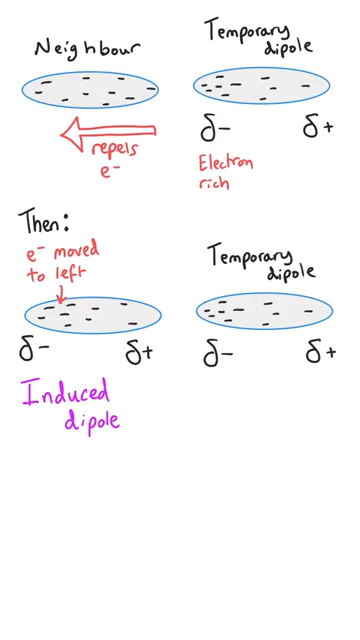 Neighbour
Temporary
dipole
δ- δ+
repels
e-
Electron
rich
Then:
e- moved
to left
Temporary
dipole
δ- δ+
δ- δ+
Induced
dipole